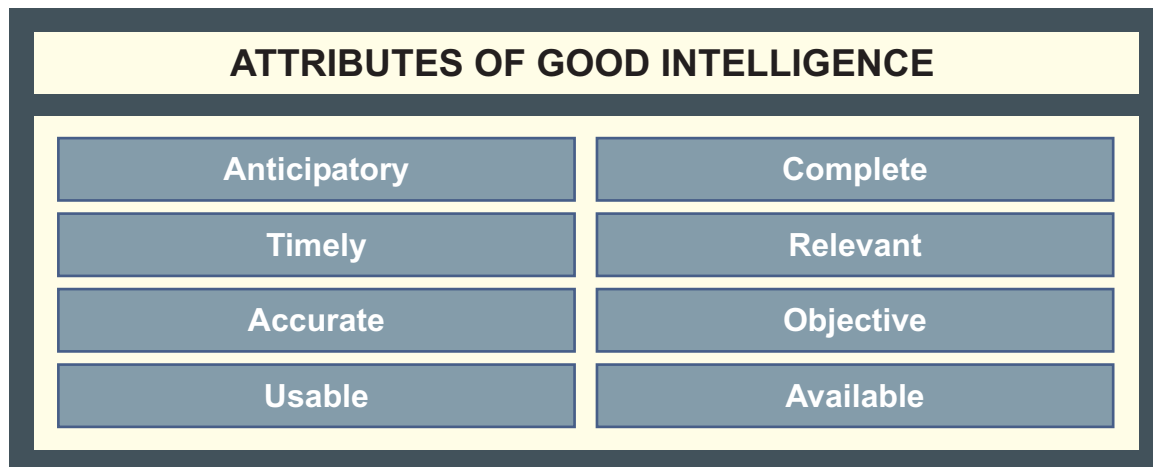 ATTRIBUTES OF GOOD INTELLIGENCE
Anticipatory
Complete
Timely
Relevant
Accurate
Objective
Usable
Available